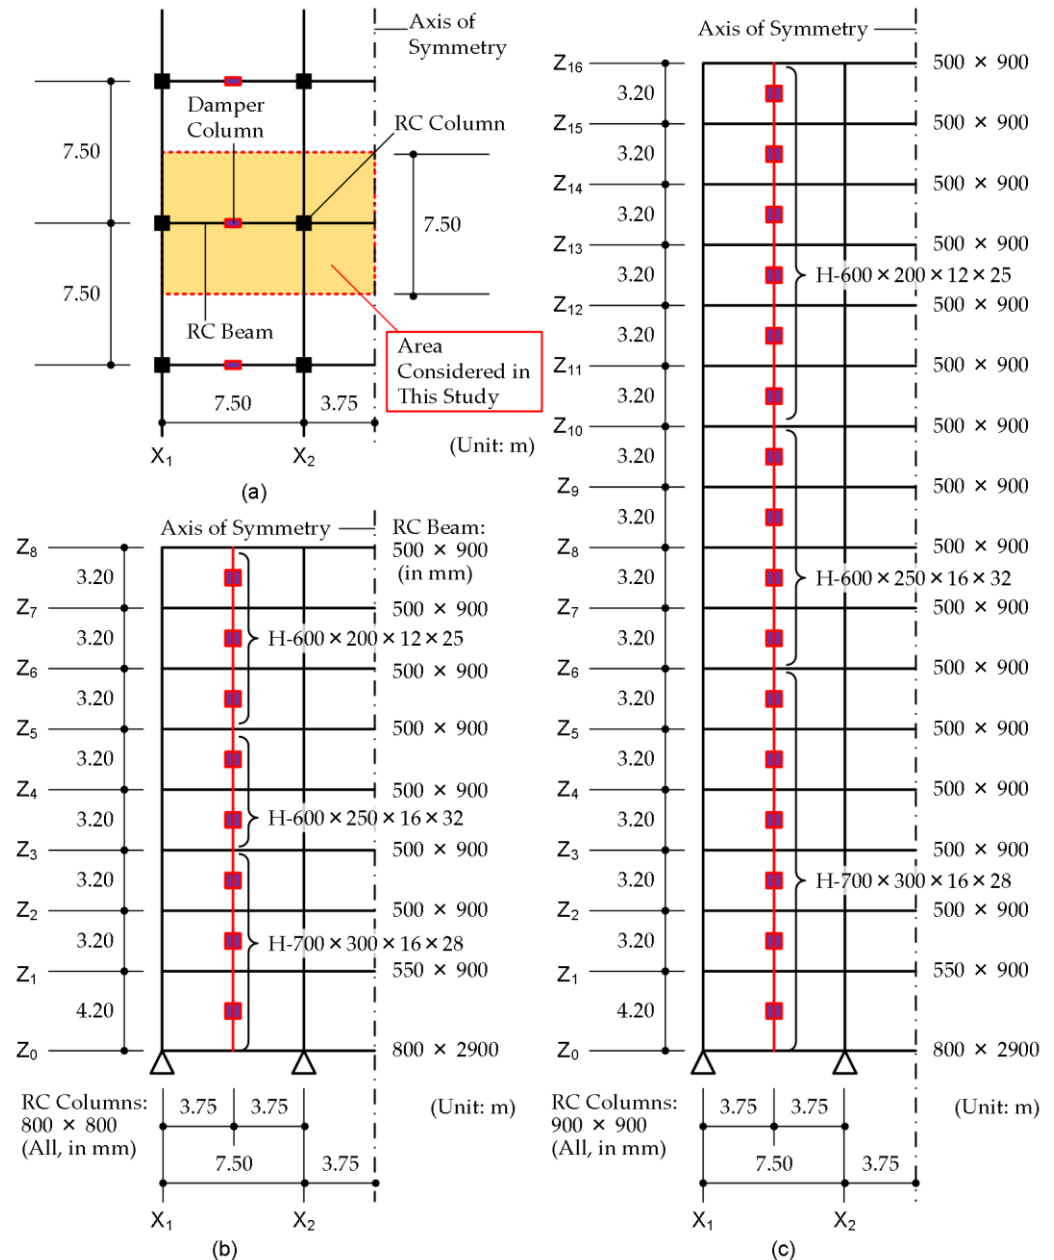 Axis of
Symmetry
Damper
Column
RC Column
7.50
7.50
7.50
RC Beam
Area
Considered in
This Study
7.50
3.75
(Unit: m)
X1
X2
(a)
Axis of Symmetry
RC Beam:
Z8
500 × 900
(in mm)
3.20
Z7
500 × 900
3.20
H-600 × 200 × 12 × 25
Z6
500 × 900
3.20
Z5
500 × 900
3.20
Z4
500 × 900
3.20
H-600 × 250 × 16 × 32
Z3
500 × 900
3.20
Z2
500 × 900
3.20
H-700 × 300 × 16 × 28
Z1
550 × 900
4.20
Z0
800 × 2900
RC Columns:
800 × 800
(All, in mm)
3.75
3.75
(Unit: m)
7.50
3.75
X1
X2
(b)
Axis of Symmetry
Z16
500 × 900
3.20
Z15
500 × 900
3.20
Z14
500 × 900
3.20
Z13
500 × 900
3.20
H-600 × 200 × 12 × 25
Z12
500 × 900
3.20
Z11
500 × 900
3.20
Z10
500 × 900
3.20
Z9
500 × 900
3.20
Z8
500 × 900
3.20
H-600 × 250 × 16 × 32
Z7
500 × 900
3.20
Z6
500 × 900
3.20
Z5
500 × 900
3.20
Z4
500 × 900
3.20
Z3
500 × 900
3.20
H-700 × 300 × 16 × 28
Z2
500 × 900
3.20
Z1
550 × 900
4.20
Z0
800 × 2900
RC Columns:
900 × 900
(All, in mm)
3.75
3.75
(Unit: m)
7.50
3.75
X1
X2
(c)